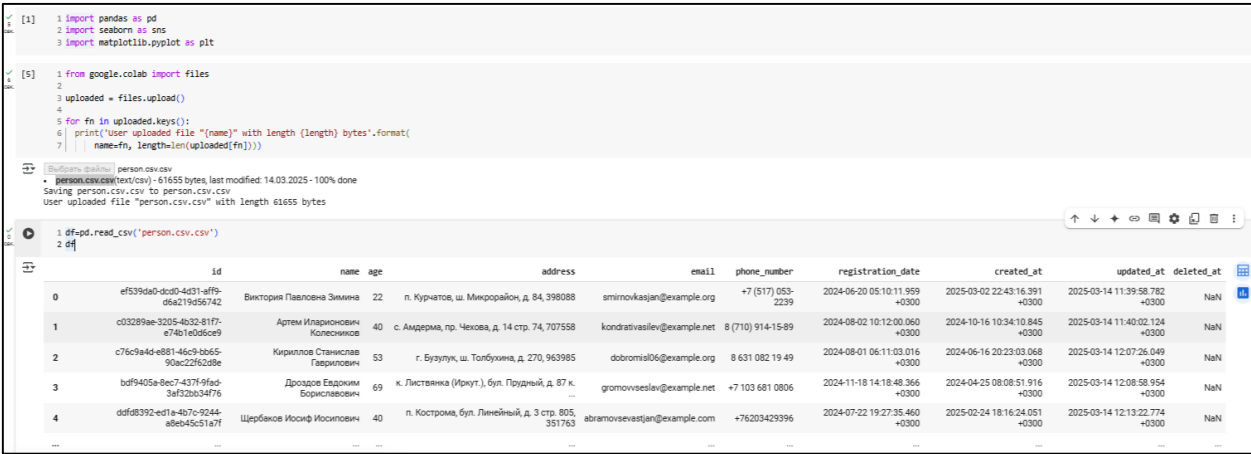 [1] 1 import pandas as pd
2 import seaborn as sns
3 import matplotlib.pyplot as plt
5 сек.
[5] 1 from google.colab import files
2
3 uploaded = files.upload()
4
5 for fn in uploaded.keys():
6 print('User uploaded file "{name}" with length {length} bytes'.format(
7 name=fn, length=len(uploaded[fn])))
6 сек.
Выбрать файлы person.csv.csv
• person.csv.csv(text/csv) - 61655 bytes, last modified: 14.03.2025 - 100% done
Saving person.csv.csv to person.csv.csv
User uploaded file "person.csv.csv" with length 61655 bytes
0 сек.
1 df=pd.read_csv('person.csv.csv')
2 df
id name age address email phone_number registration_date created_at updated_at deleted_at
0 ef539da0-dcd0-4d31-aff9- Виктория Павловна Зимина 22 п. Курчатов, ш. Микрорайон, д. 84, 398088 smirnovkasjan@example.org +7 (517) 053- 2024-06-20 05:10:11.959 2025-03-02 22:43:16.391 2025-03-14 11:39:58.782 NaN
d6a219d56742 2239 +0300 +0300 +0300
1 c03289ae-3205-4b32-81f7- Артем Иларионович 40 с. Амдерма, пр. Чехова, д. 14 стр. 74, 707558 kondrativasilev@example.net 8 (710) 914-15-89 2024-08-02 10:12:00.060 2024-10-16 10:34:10.845 2025-03-14 11:40:02.124 NaN
e74b1e0d6ce9 Колесников +0300 +0300 +0300
2 c76c9a4d-e881-46c9-bb65- Кириллов Станислав 53 г. Бузулук, ш. Толбухина, д. 270, 963985 dobromisl06@example.org 8 631 082 19 49 2024-08-01 06:11:03.016 2024-06-16 20:23:03.068 2025-03-14 12:07:26.049 NaN
90ac22f62d8e Гаврилович +0300 +0300 +0300
3 bdf9405a-8ec7-437f-9fad- Дроздов Евдоким 69 к. Листвянка (Иркут.), бул. Прудный, д. 87 к. gromovvseslav@example.net +7 103 681 0806 2024-11-18 14:18:48.366 2024-04-25 08:08:51.916 2025-03-14 12:08:58.954 NaN
3af32bb34f76 Бориславович ... +0300 +0300 +0300
4 ddfd8392-ed1a-4b7c-9244- Щербаков Иосиф Иосипович 40 п. Кострома, бул. Линейный, д. 3 стр. 805, abramovsevastjan@example.com +76203429396 2024-07-22 19:27:35.460 2025-02-24 18:16:24.051 2025-03-14 12:13:22.774 NaN
a8eb45c51a7f 351763 +0300 +0300 +0300
... ... ... ... ... ... ... ... ... ... ...